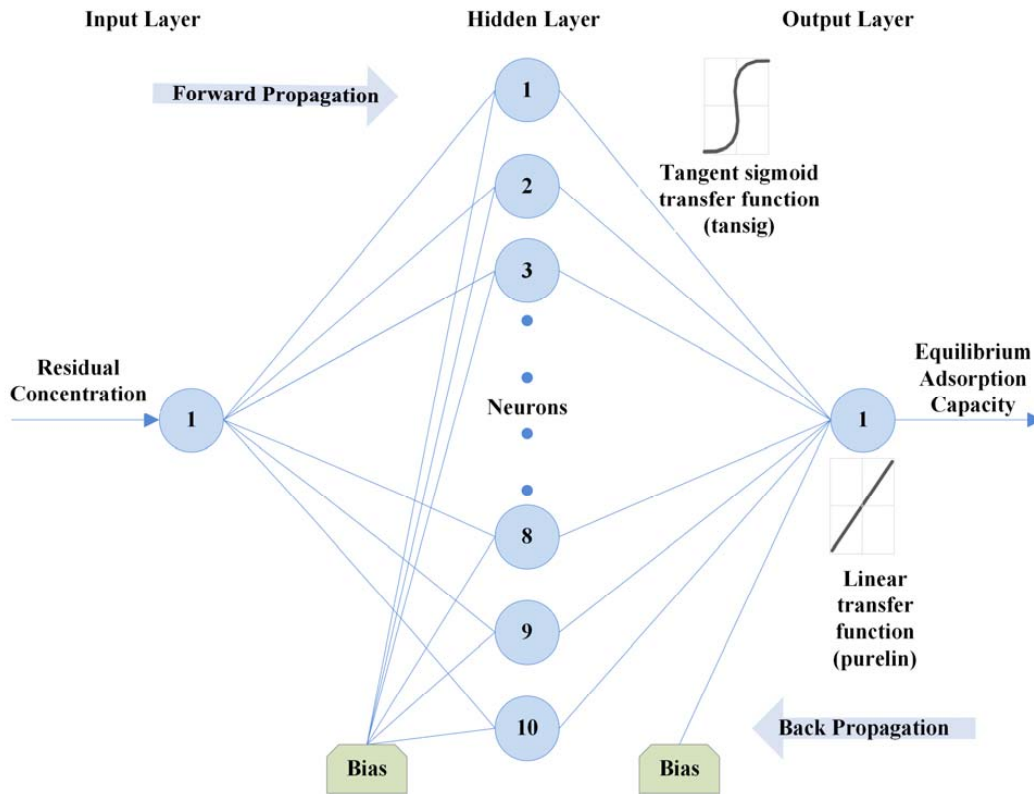 Input Layer
Hidden Layer
Output Layer
Forward Propagation
1
2
3
Tangent sigmoid
transfer function
(tansig)
Residual
Concentration
1
Neurons
1
Equilibrium
Adsorption
Capacity
8
9
10
Linear
transfer
function
(purelin)
Back Propagation
Bias
Bias